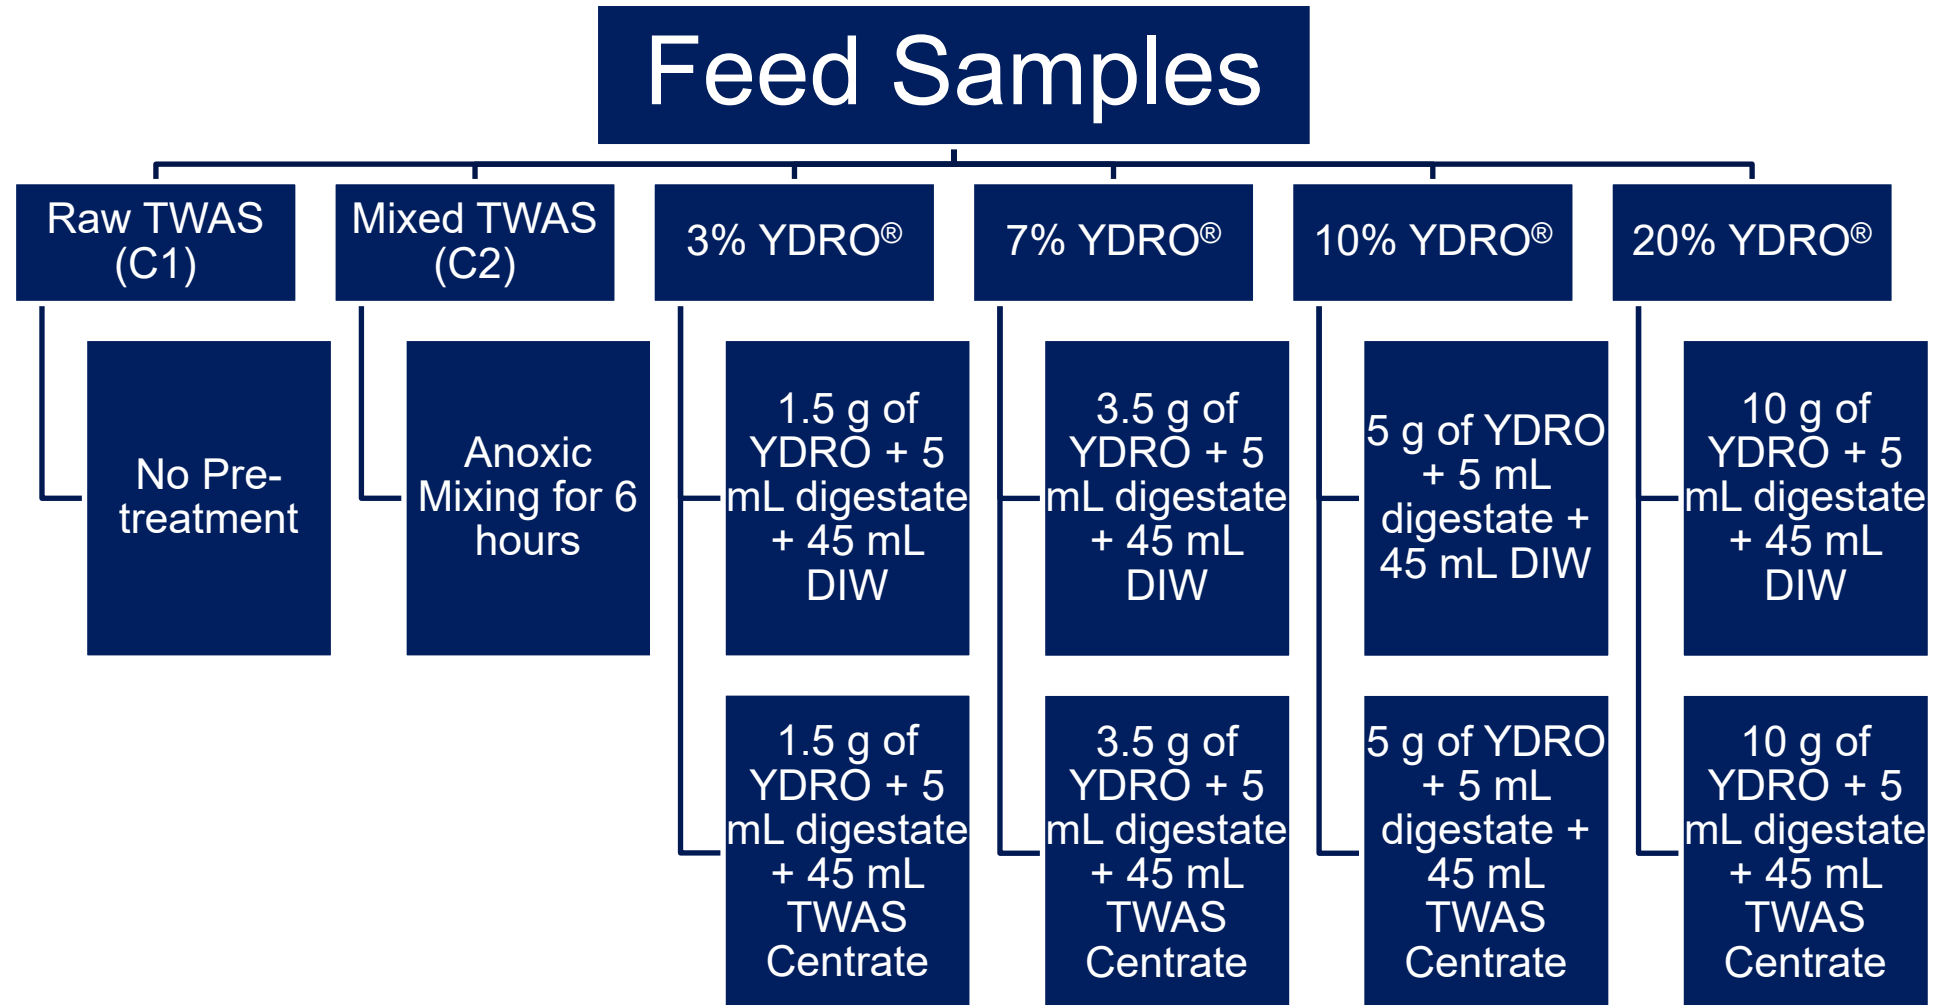 Feed Samples
Raw TWAS
(C1)
Mixed TWAS
(C2)
3% YDRO®
7% YDRO®
10% YDRO®
20% YDRO®
No Pre-
treatment
Anoxic
Mixing for 6
hours
1.5 g of
YDRO + 5
mL digestate
+ 45 mL
DIW
3.5 g of
YDRO + 5
mL digestate
+ 45 mL
DIW
5 g of YDRO
+ 5 mL
digestate +
45 mL DIW
10 g of
YDRO + 5
mL digestate
+ 45 mL
DIW
1.5 g of
YDRO + 5
mL digestate
+ 45 mL
TWAS
Centrate
3.5 g of
YDRO + 5
mL digestate
+ 45 mL
TWAS
Centrate
5 g of YDRO
+ 5 mL
digestate +
45 mL
TWAS
Centrate
10 g of
YDRO + 5
mL digestate
+ 45 mL
TWAS
Centrate